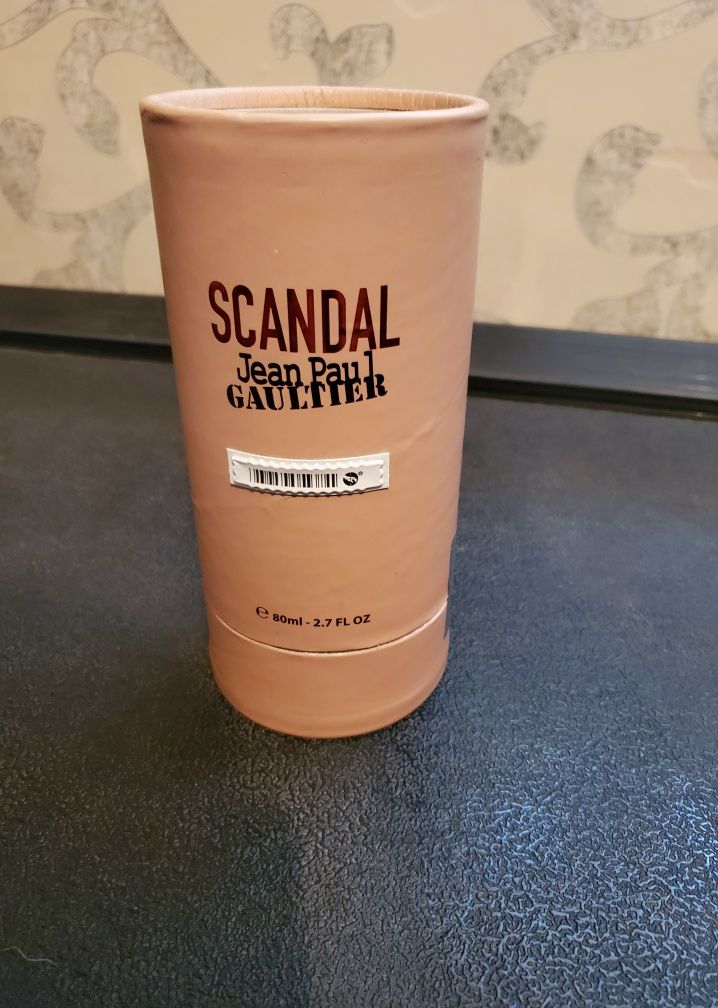 SCANDAL
Jean Paul
GAULTIER
℮ 80ml - 2.7 FL OZ